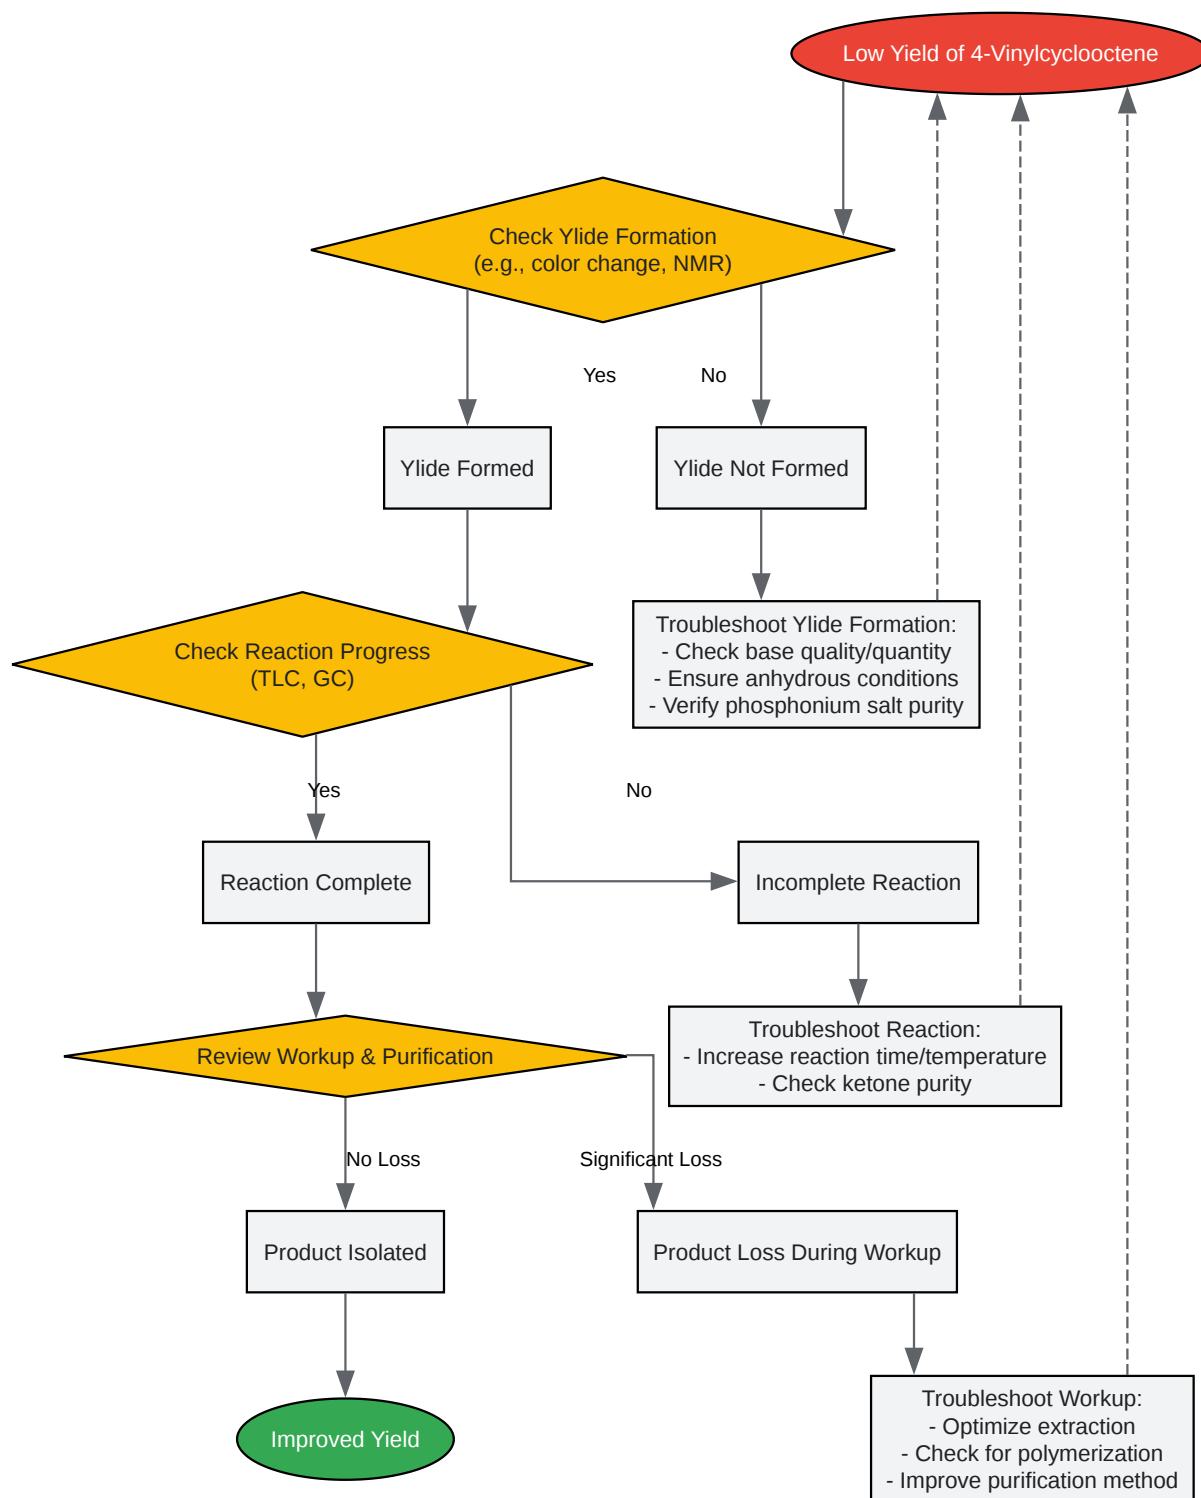 Low Yield of 4-Vinylcyclooctene
Check Ylide Formation
(e.g., color change, NMR)
Yes
No
Ylide Formed
Ylide Not Formed
Check Reaction Progress
(TLC, GC)
Troubleshoot Ylide Formation:
- Check base quality/quantity
- Ensure anhydrous conditions
- Verify phosphonium salt purity
Yes
No
Reaction Complete
Incomplete Reaction
Review Workup & Purification
Troubleshoot Reaction:
- Increase reaction time/temperature
- Check ketone purity
No Loss
Significant Loss
Product Isolated
Product Loss During Workup
Improved Yield
Troubleshoot Workup:
- Optimize extraction
- Check for polymerization
- Improve purification method